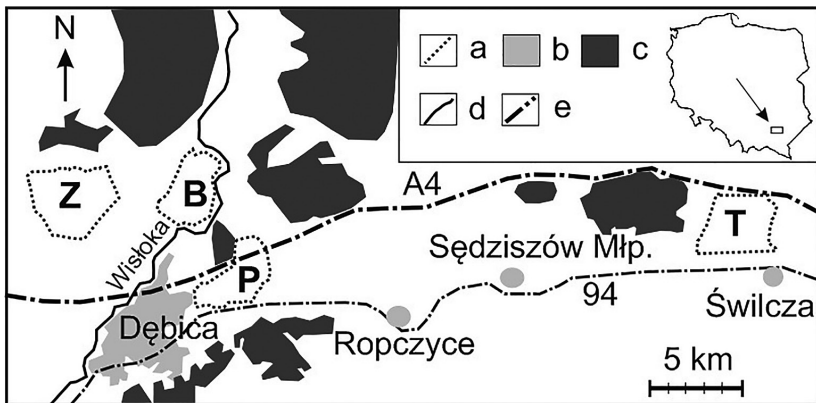 N
a b c
d e
Z B A4
T
Wisłoka P Sędziszów Młp.
94
Dębica Świlcza
Ropczyce
5 km